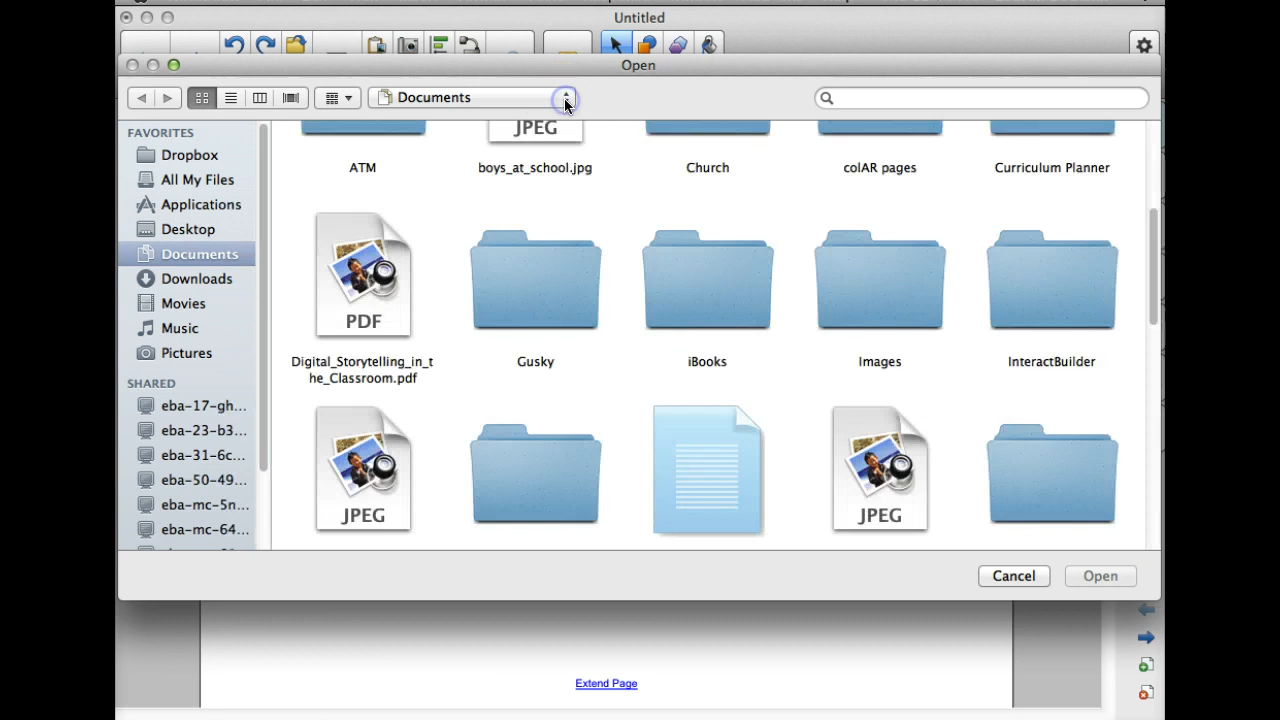 Untitled
Open
Documents
FAVORITES
Dropbox
All My Files
Applications
Desktop
Documents
Downloads
Movies
Music
Pictures
SHARED
eba-17-gh...
eba-23-b3...
eba-31-6c...
eba-50-49...
eba-mc-5n...
eba-mc-64...
JPEG
ATM
boys_at_school.jpg
Church
colAR pages
Curriculum Planner
PDF
Digital_Storytelling_in_t
he_Classroom.pdf
Gusky
iBooks
Images
InteractBuilder
JPEG
JPEG
Cancel
Open
Extend Page